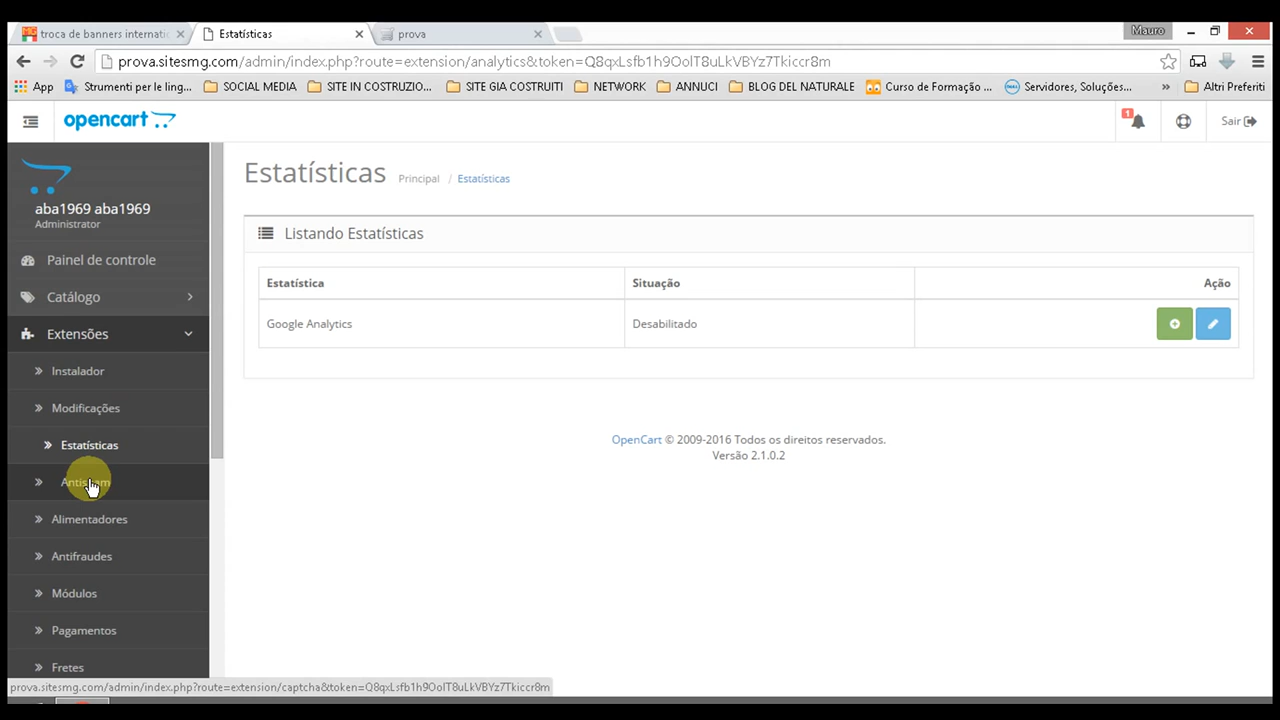 troca de banners internati
Estatísticas
prova
Mauro
prova.sitesmg.com/admin/index.php?route=extension/analytics&token=Q8qxLsfb1h9OolT8uLkVBYz7Tkiccr8m
App
Strumenti per le ling...
SOCIAL MEDIA
SITE IN COSTRUZIO...
SITE GIA COSTRUITI
NETWORK
ANNUCI
BLOG DEL NATURALE
Curso de Formação ...
Servidores, Soluções...
»
Altri Preferiti
opencart
1
Sair
aba1969 aba1969
Administrator
Painel de controle
Catálogo
Extensões
Instalador
Modificações
Estatísticas
Alimentadores
Antifraudes
Módulos
Pagamentos
Fretes
Estatísticas
Principal / Estatísticas
Listando Estatísticas
Estatística Situação Ação
Google Analytics Desabilitado
OpenCart © 2009-2016 Todos os direitos reservados.
Versão 2.1.0.2
prova.sitesmg.com/admin/index.php?route=extension/captcha&token=Q8qxLsfb1h9OolT8uLkVBYz7Tkiccr8m